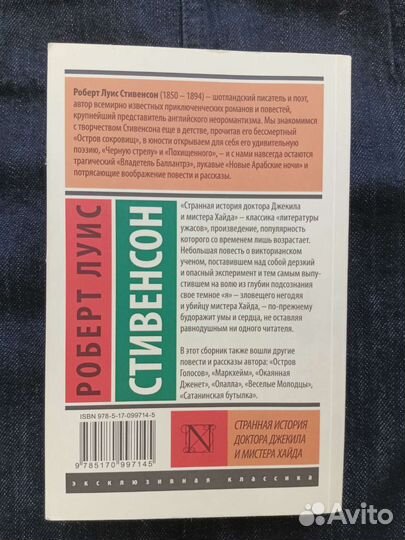 Роберт Луис Стивенсон (1850 – 1894) – шотландский писатель и поэт,
автор всемирно известных приключенческих романов и повестей,
крупнейший представитель английского неоромантизма. Мы знакомимся
с творчеством Стивенсона еще в детстве, прочитав его бессмертный
«Остров сокровищ», в юности открываем для себя его удивительную
поэзию, «Черную стрелу» и «Похищенного», – и с нами навсегда остаются
трагический «Владетель Баллантрэ», лукавые «Новые Арабские ночи» и
потрясающие воображение повести и рассказы.
РОБЕРТ ЛУИС
СТИВЕНСОН
«Странная история доктора Джекила
и мистера Хайда» – классика «литературы
ужасов», произведение, популярность
которого со временем лишь возрастает.
Небольшая повесть о викторианском
ученом, поставившем над собой дерзкий
и опасный эксперимент и тем самым выпу-
стившем на волю из глубин подсознания
свое темное «я» – зловещего негодяя
и убийцу мистера Хайда, – по-прежнему
будоражит умы и сердца, не оставляя
равнодушным ни одного читателя.
В этот сборник также вошли другие
повести и рассказы автора: «Остров
Голосов», «Маркхейм», «Окаянная
Дженет», «Олалла», «Веселые Молодцы»,
«Сатанинская бутылка».
ISBN 978-5-17-099714-5
9 785170 997145
N
СТРАННАЯ ИСТОРИЯ
ДОКТОРА ДЖЕКИЛА
И МИСТЕРА ХАЙДА
эксклюзивная классика
Avito